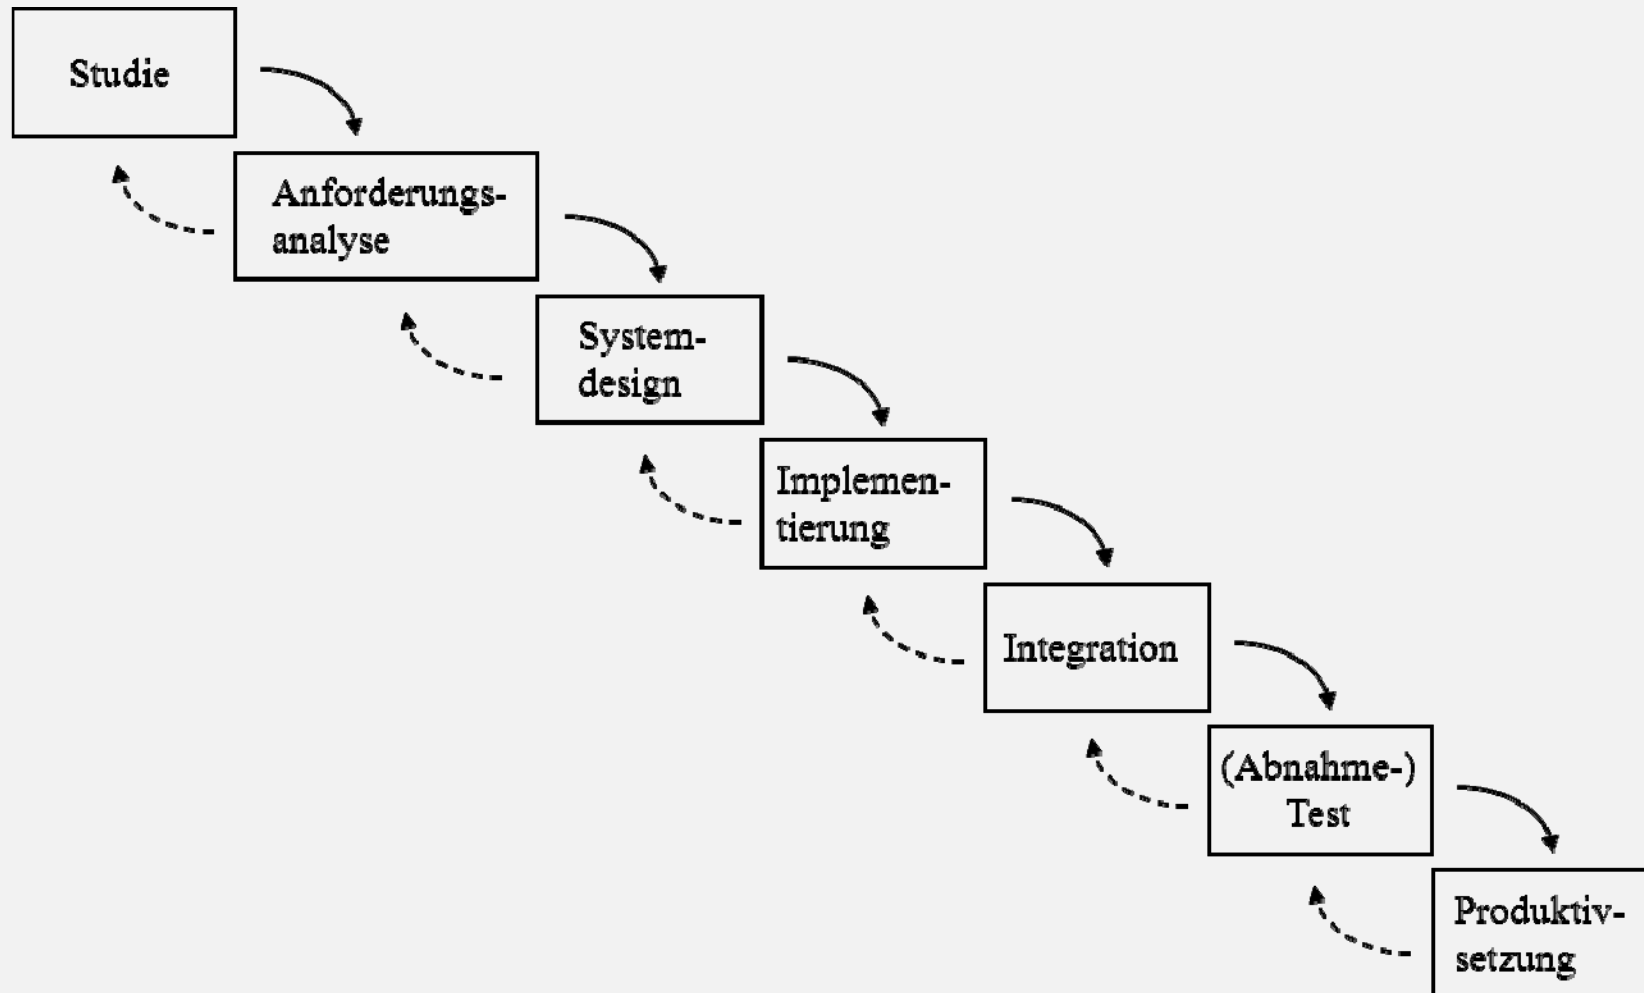 Studie
Anforderungs-
analyse
System-
design
Implemen-
tierung
Integration
(Abnahme-)
Test
Produktiv-
setzung